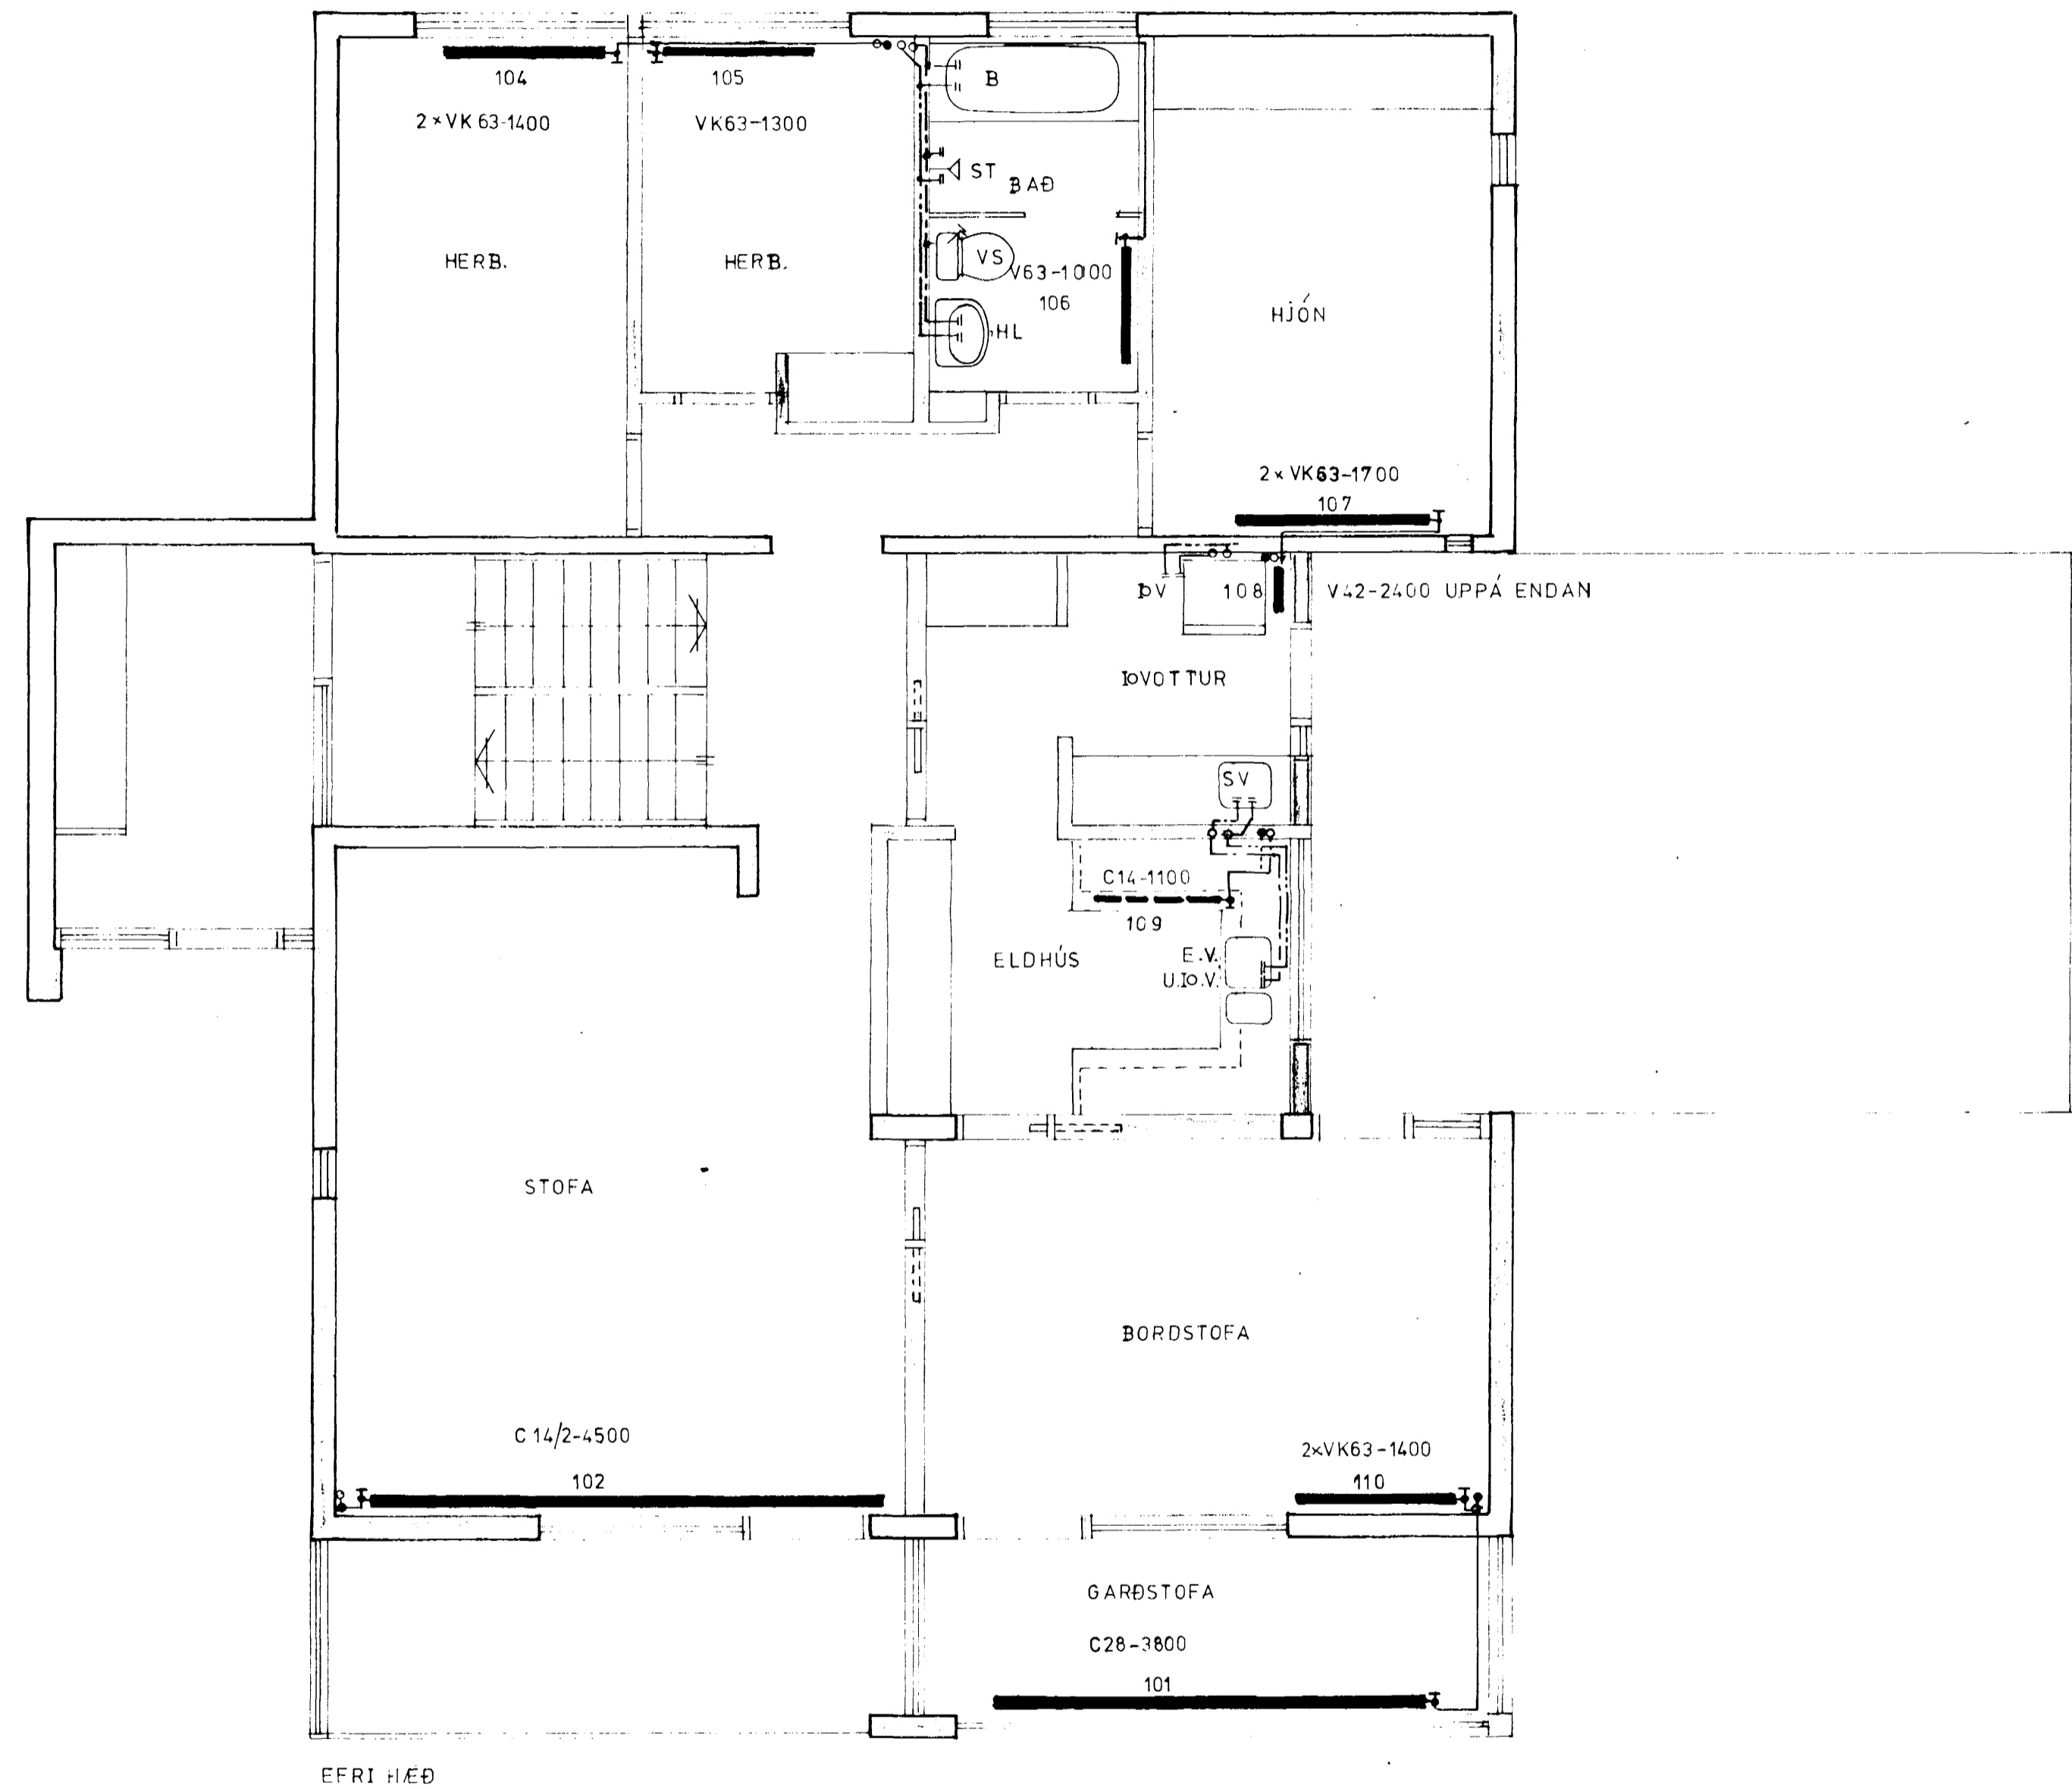 104
105
2×VK 63-1400
VK63-1300
B
ST
BAÐ
HERB.
HERB.
VS
V63-1000
106
HL
HJÓN
2×VK63-1700
107
ÞV
108
V42-2400 UPPÁ ENDAN
ÞVOTTUR
SV
C14-1100
109
ELDHÚS
E.V.
U.Þ.V.
STOFA
BORDSTOFA
C 14/2-4500
102
2×VK63-1400
110
GARÐSTOFA
C28-3800
101
EFRI HÆÐ